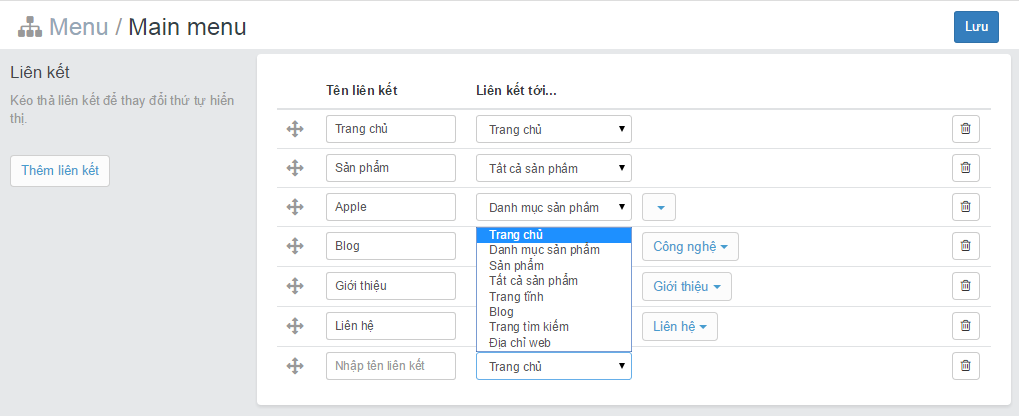 Menu / Main menu
Lưu
Liên kết
Kéo thả liên kết để thay đổi thứ tự hiển
thị.
Thêm liên kết
Tên liên kết Liên kết tới...
Trang chủ Trang chủ
Sản phẩm Tất cả sản phẩm
Apple Danh mục sản phẩm
Trang chủ
Danh mục sản phẩm
Sản phẩm
Tất cả sản phẩm
Trang tĩnh
Blog
Trang tìm kiếm
Địa chỉ web
Blog Công nghệ
Giới thiệu Giới thiệu
Liên hệ Liên hệ
Nhập tên liên kết Trang chủ